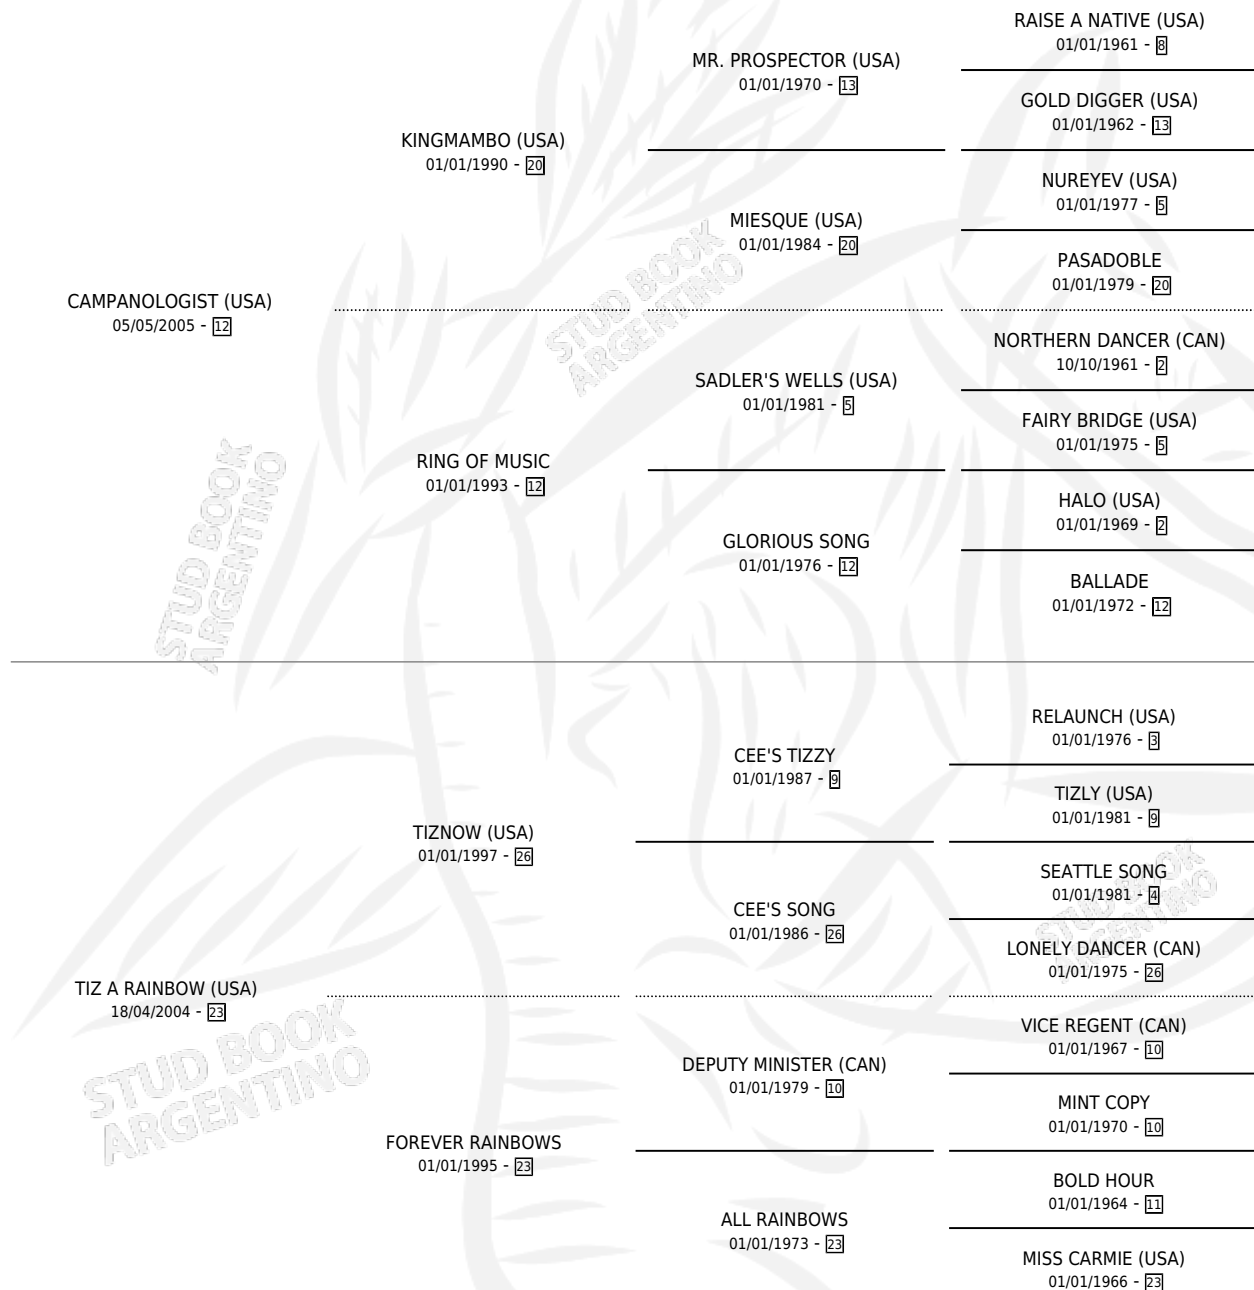 RAISE A NATIVE (USA)
01/01/1961 - 8
MR. PROSPECTOR (USA)
01/01/1970 - 13
GOLD DIGGER (USA)
01/01/1962 - 13
KINGMAMBO (USA)
01/01/1990 - 20
NUREYEV (USA)
01/01/1977 - 5
MIESQUE (USA)
01/01/1984 - 20
PASADOBLE
01/01/1979 - 20
CAMPANOLOGIST (USA)
05/05/2005 - 12
NORTHERN DANCER (CAN)
10/10/1961 - 2
SADLER'S WELLS (USA)
01/01/1981 - 5
FAIRY BRIDGE (USA)
01/01/1975 - 5
RING OF MUSIC
01/01/1993 - 12
HALO (USA)
01/01/1969 - 2
GLORIOUS SONG
01/01/1976 - 12
BALLADE
01/01/1972 - 12
STUD BOOK
ARGENTINO
STUD BOOK
ARGENTINO
RELAUNCH (USA)
01/01/1976 - 3
CEE'S TIZZY
01/01/1987 - 9
TIZLY (USA)
01/01/1981 - 9
TIZNOW (USA)
01/01/1997 - 26
SEATTLE SONG
01/01/1981 - 4
CEE'S SONG
01/01/1986 - 26
LONELY DANCER (CAN)
01/01/1975 - 26
TIZ A RAINBOW (USA)
18/04/2004 - 23
VICE REGENT (CAN)
01/01/1967 - 10
DEPUTY MINISTER (CAN)
01/01/1979 - 10
MINT COPY
01/01/1970 - 10
FOREVER RAINBOWS
01/01/1995 - 23
BOLD HOUR
01/01/1964 - 11
ALL RAINBOWS
01/01/1973 - 23
MISS CARMIE (USA)
01/01/1966 - 23
STUD BOOK
ARGENTINO
STUD BOOK
ARGENTINO